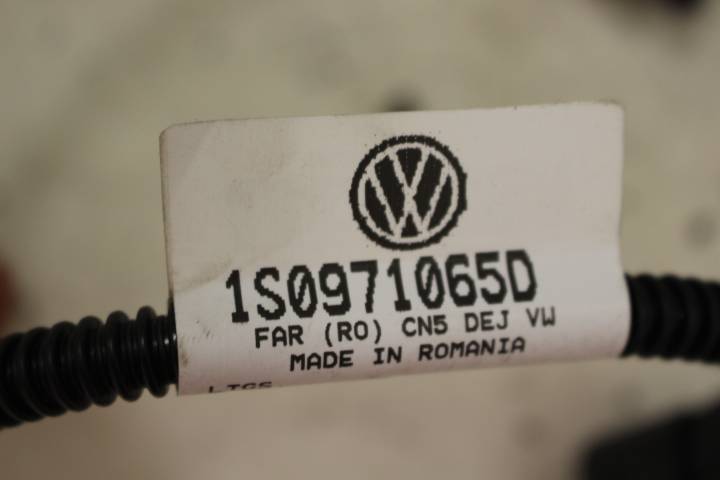 1S0971065D
FAR (RO) CN5 DEJ VW
MADE IN ROMANIA